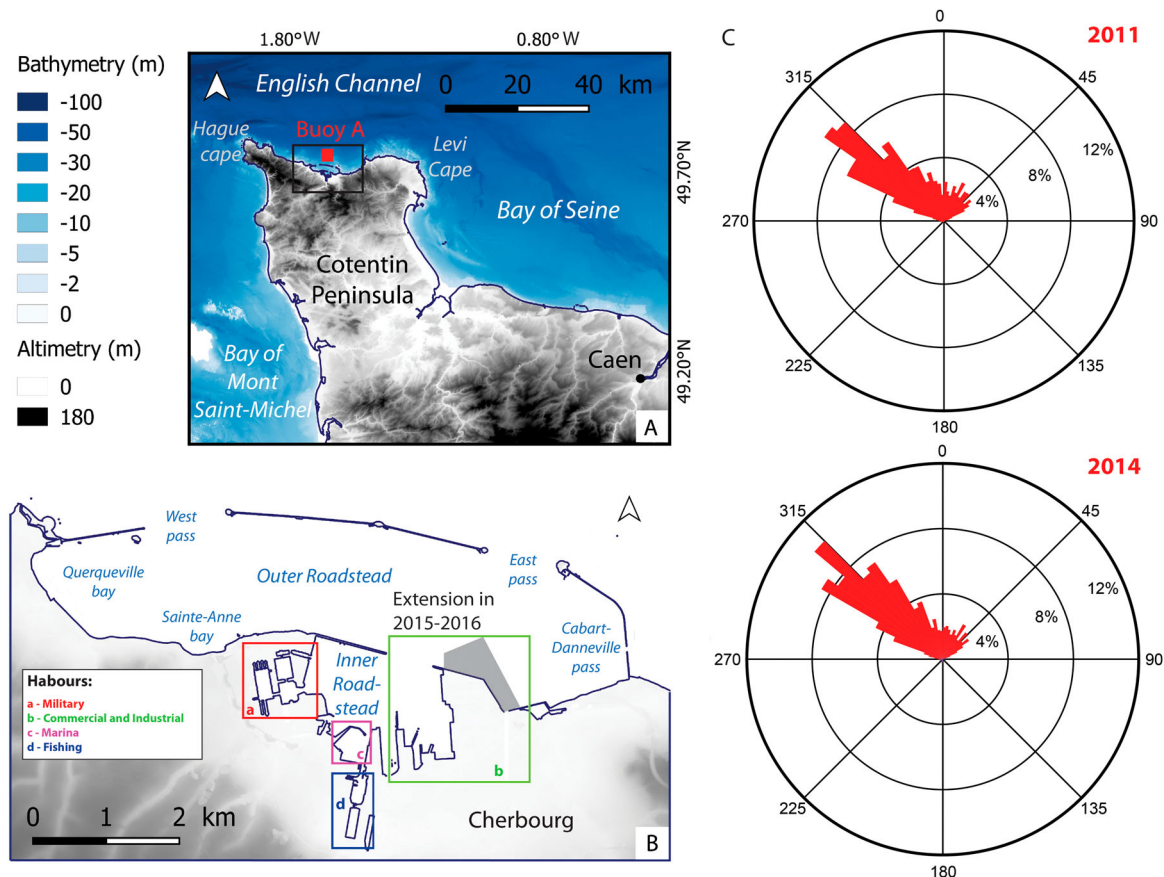 1.80°W
0.80°W
Bathymetry (m)
-100
-50
-30
-20
-10
-5
-2
0
Altimetry (m)
0
180
English Channel
0 20 40 km
Hague
cape
Buoy A
Levi
Cape
Bay of Seine
Cotentin
Peninsula
Bay of
Mont
Saint-Michel
Caen
A
49.70°N
49.20°N
West
pass
East
pass
Querqueville
bay
Outer Roadstead
Sainte-Anne
bay
Extension in
2015-2016
Cabart-
Danneville
pass
Inner
Road-
stead
Habours:
a - Military
b - Commercial and Industrial
c - Marina
d - Fishing
a
c
b
d
0 1 2 km
Cherbourg
B
C
2011
0
45
90
135
180
225
270
315
4%
8%
12%
2014
0
45
90
135
180
225
270
315
4%
8%
12%